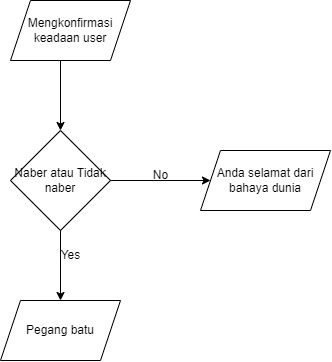 Mengkonfirmasi
keadaan user
Naber atau Tidak
naber
No
Anda selamat dari
bahaya dunia
Yes
Pegang batu